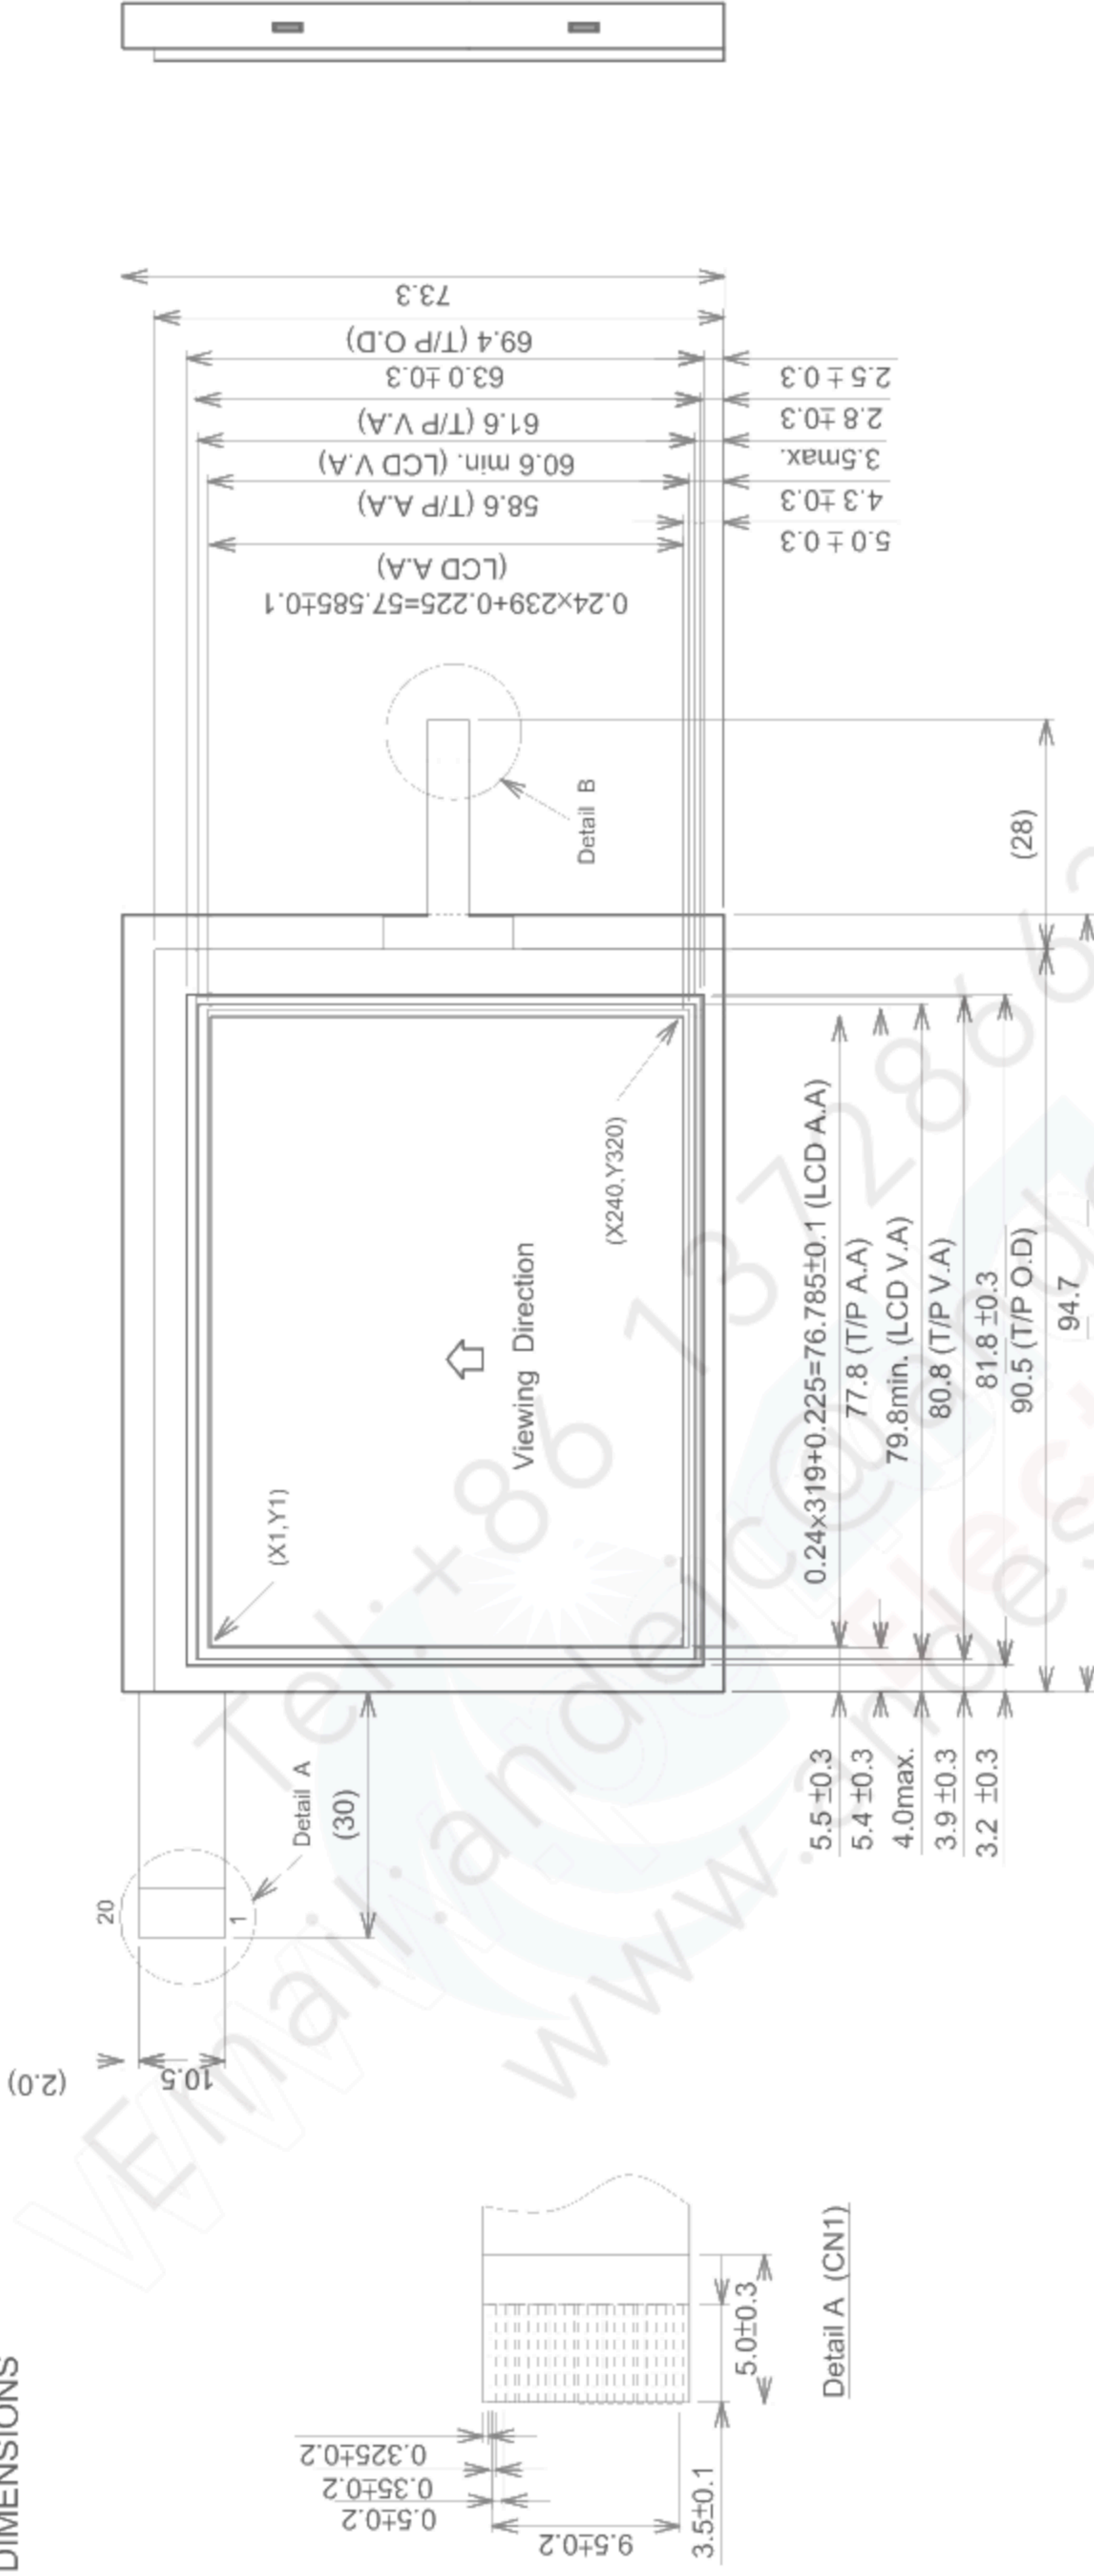 DIMENSIONS
73.3
69.4 (T/P O.D)
63.0 ±0.3
61.6 (T/P V.A)
60.6 min. (LCD V.A)
58.6 (T/P A.A)
(LCD A.A)
0.24x239+0.225=57.585±0.1
2.5 ± 0.3
2.8 ±0.3
3.5max.
4.3 ±0.3
5.0 ± 0.3
Detail B
(28)
(X240,Y320)
Viewing Direction
(X1,Y1)
0.24x319+0.225=76.785±0.1 (LCD A.A)
77.8 (T/P A.A)
79.8min. (LCD V.A)
80.8 (T/P V.A)
81.8 ±0.3
90.5 (T/P O.D)
94.7
5.5 ±0.3
5.4 ±0.3
4.0max.
3.9 ±0.3
3.2 ±0.3
Detail A
(30)
20
1
10.5
(2.0)
0.325±0.2
0.35±0.2
0.5±0.2
9.5±0.2
3.5±0.1
5.0±0.3
Detail A (CN1)